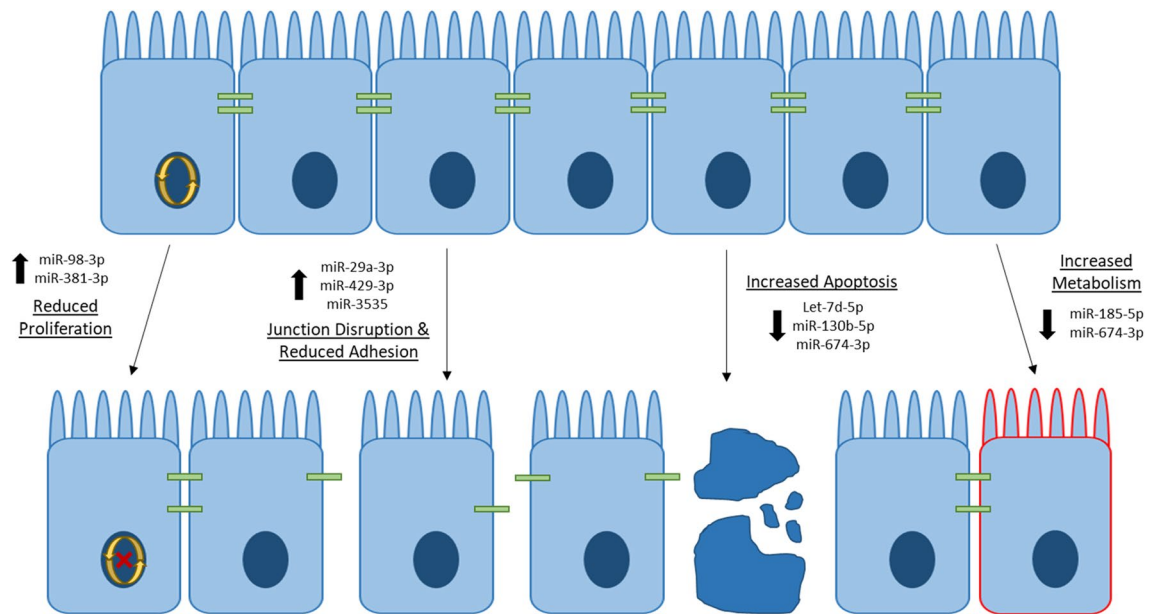 miR-98-3p
miR-381-3p
Reduced
Proliferation
miR-29a-3p
miR-429-3p
miR-3535
Junction Disruption &
Reduced Adhesion
Increased Apoptosis
Let-7d-5p
miR-130b-5p
miR-674-3p
Increased
Metabolism
miR-185-5p
miR-674-3p